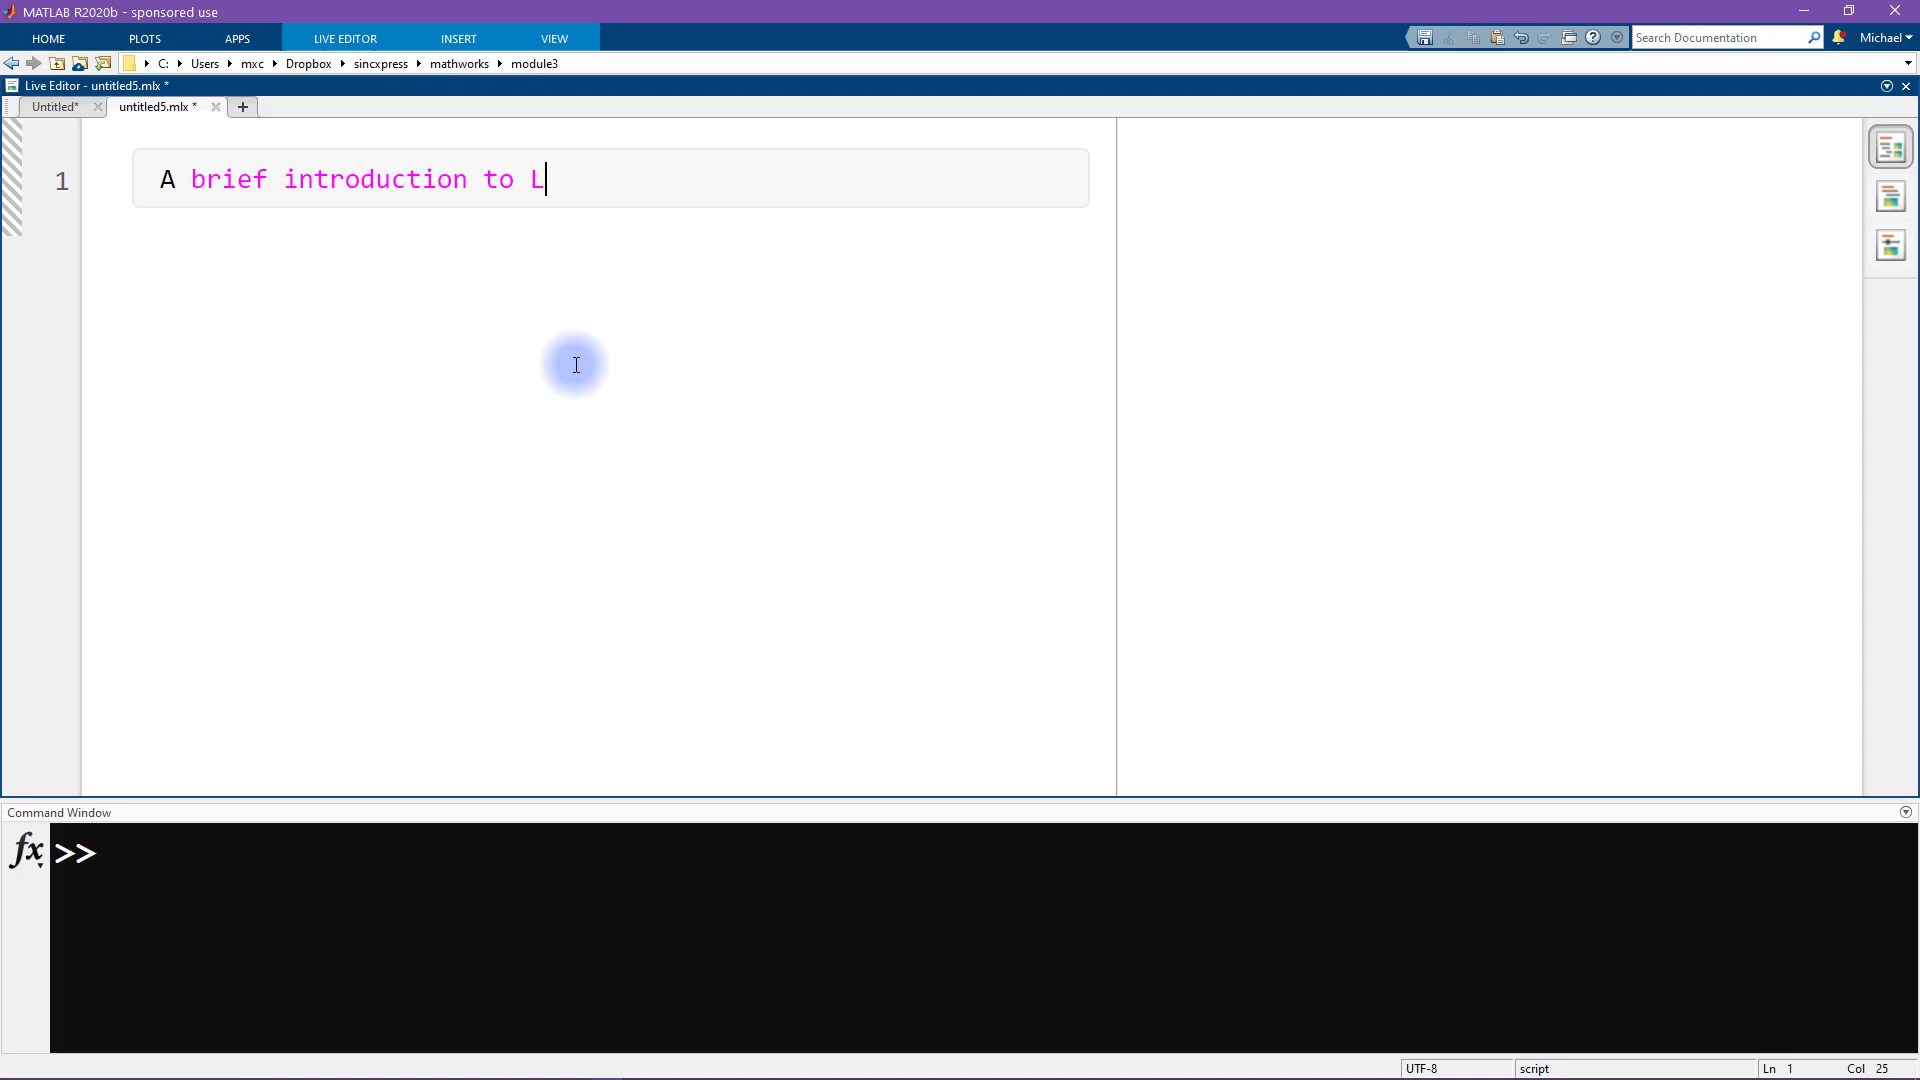 MATLAB R2020b - sponsored use
HOME PLOTS APPS LIVE EDITOR INSERT VIEW Search Documentation Michael
C: Users mxc Dropbox sincxpress mathworks module3
Live Editor - untitled5.mlx *
Untitled* untitled5.mlx * +
1 A brief introduction to L
Command Window
fx >>
UTF-8 script Ln 1 Col 25